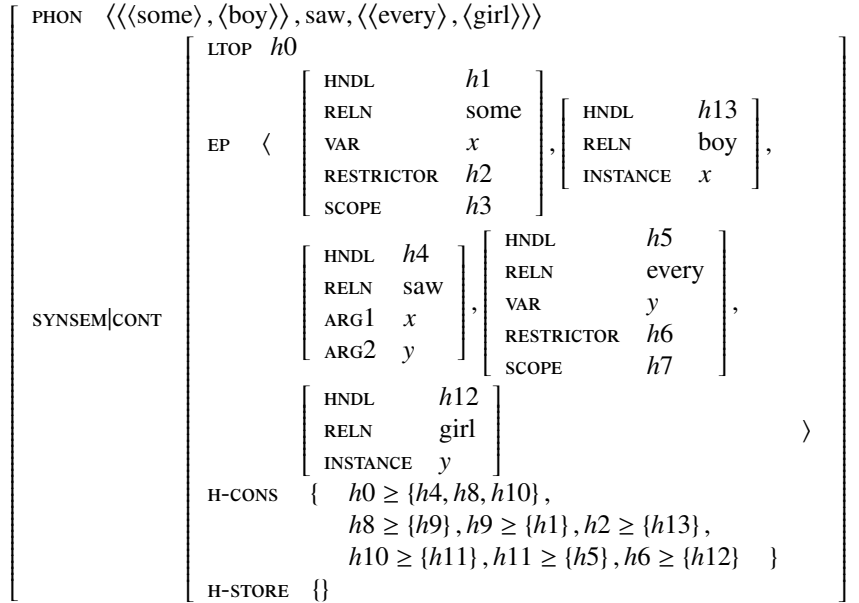 PHON ⟨⟨⟨some⟩,⟨boy⟩⟩, saw, ⟨⟨every⟩,⟨girl⟩⟩⟩
LTOP h0
HNDL h1
RELN some
VAR x
RESTRICTOR h2
SCOPE h3
HNDL h13
RELN boy
INSTANCE x
EP ⟨ , ,
HNDL h4
RELN saw
ARG1 x
ARG2 y
HNDL h5
RELN every
VAR y
RESTRICTOR h6
SCOPE h7
, ,
SYNSEM|CONT
HNDL h12
RELN girl
INSTANCE y
⟩
H-CONS { h0 ≥ {h4, h8, h10},
h8 ≥ {h9}, h9 ≥ {h1}, h2 ≥ {h13},
h10 ≥ {h11}, h11 ≥ {h5}, h6 ≥ {h12} }
H-STORE {}